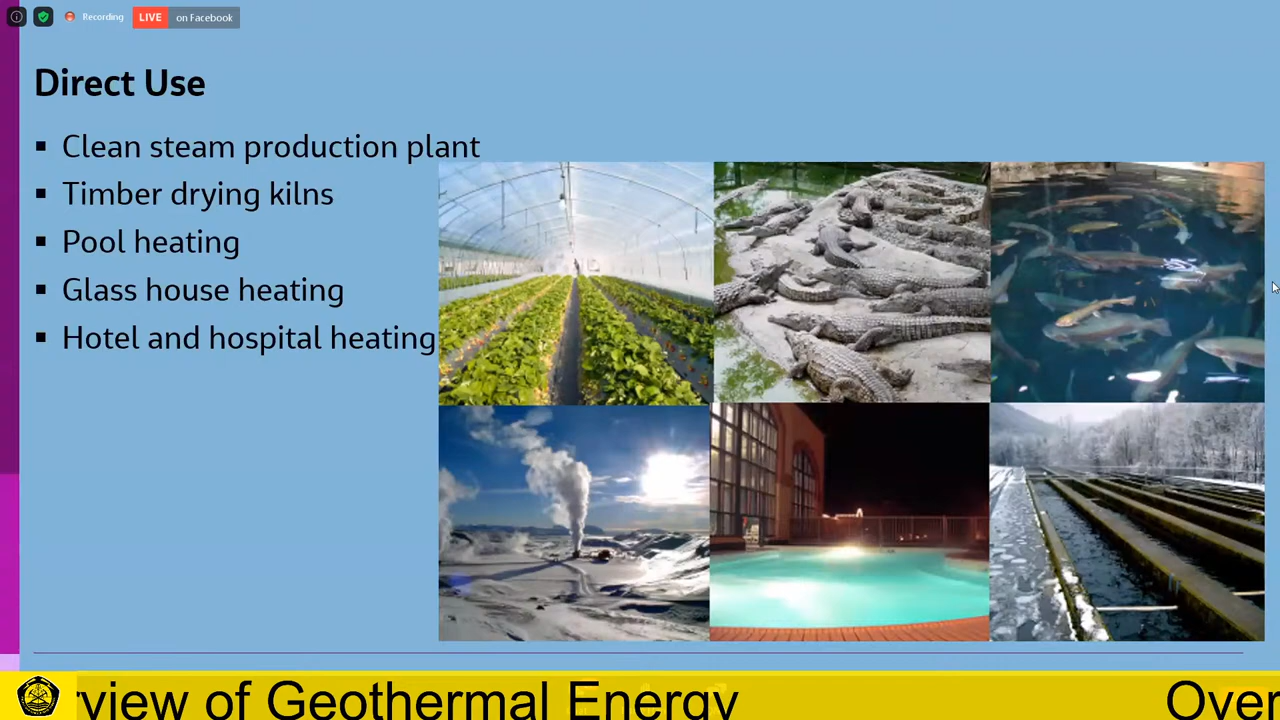 Recording
LIVE on Facebook
Direct Use
▪ Clean steam production plant
▪ Timber drying kilns
▪ Pool heating
▪ Glass house heating
▪ Hotel and hospital heating
rview of Geothermal Energy
Over